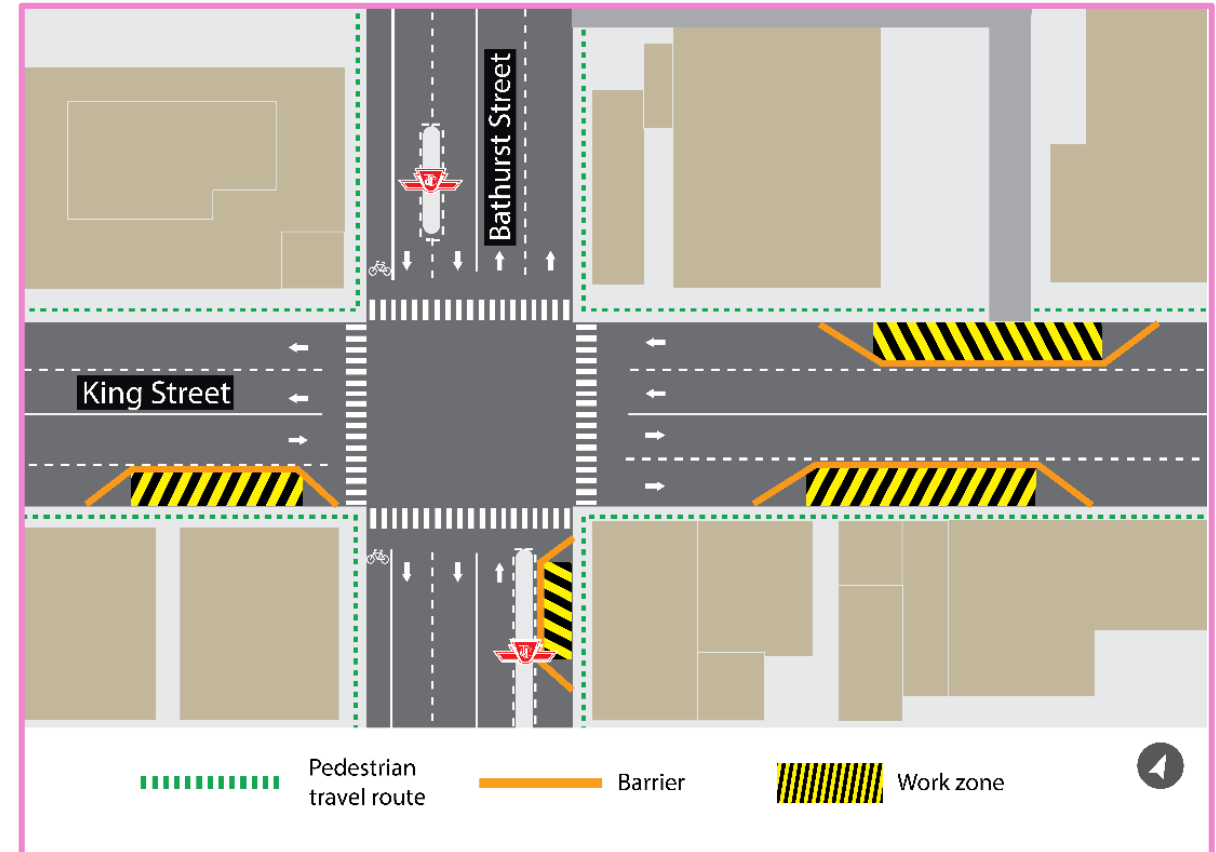 Bathurst Street
King Street
Pedestrian
travel route
Barrier
Work zone